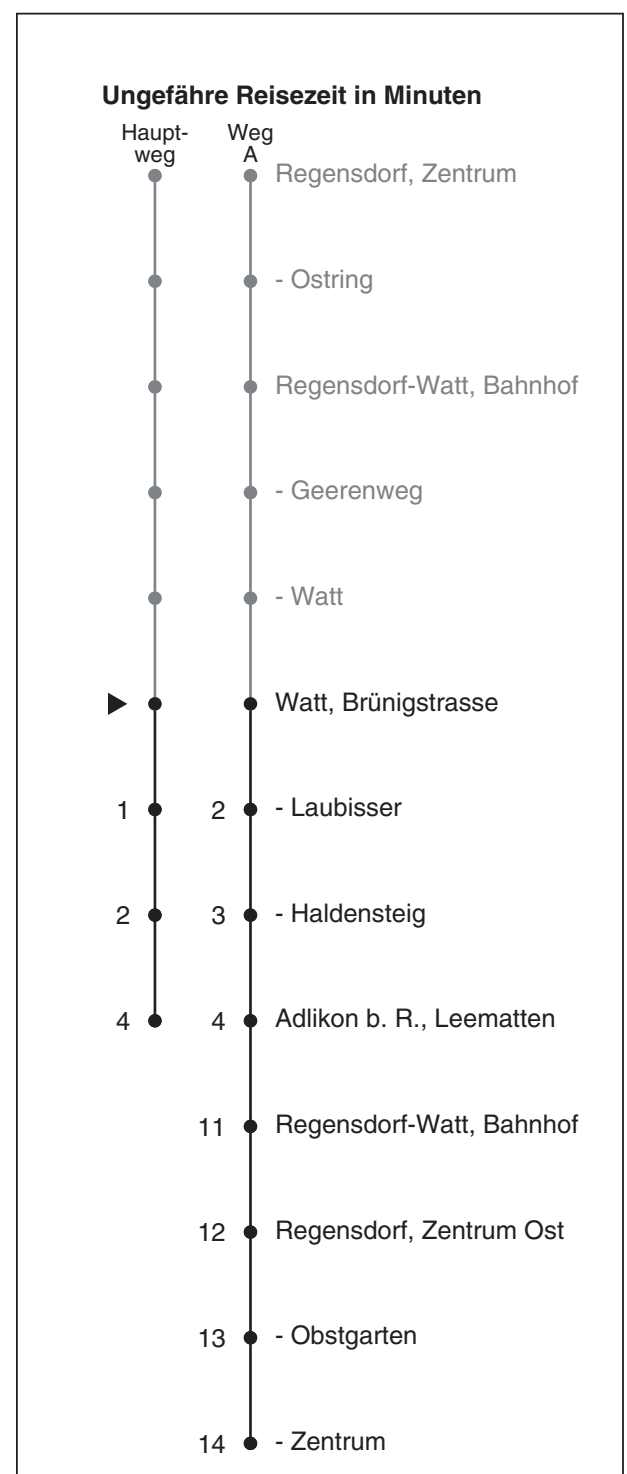 Ungefähre Reisezeit in Minuten
Haupt-
weg
Weg
A
Regensdorf, Zentrum
- Ostring
Regensdorf-Watt, Bahnhof
- Geerenweg
- Watt
Watt, Brünigstrasse
1 2 - Laubisser
2 3 - Haldensteig
4 4 Adlikon b. R., Leematten
11 Regensdorf-Watt, Bahnhof
12 Regensdorf, Zentrum Ost
13 - Obstgarten
14 - Zentrum